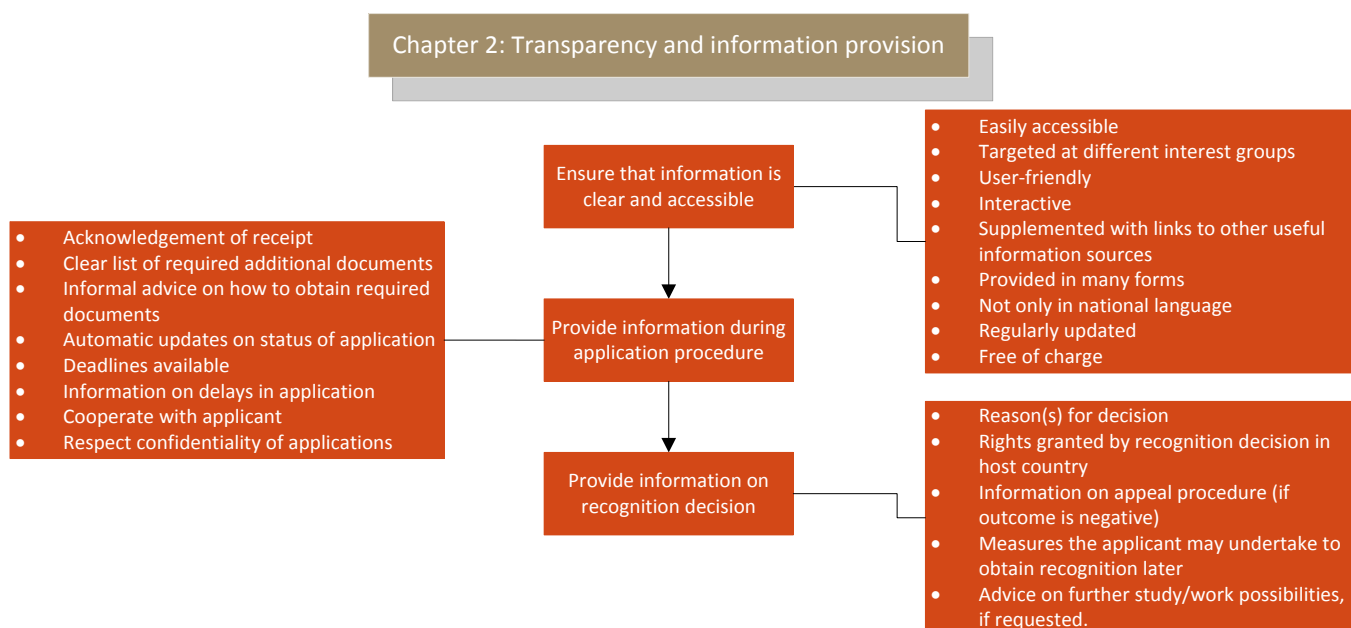 Chapter 2: Transparency and information provision
Ensure that information is
clear and accessible
• Easily accessible
• Targeted at different interest groups
• User-friendly
• Interactive
• Supplemented with links to other useful
information sources
• Provided in many forms
• Not only in national language
• Regularly updated
• Free of charge
Provide information during
application procedure
• Acknowledgement of receipt
• Clear list of required additional documents
• Informal advice on how to obtain required
documents
• Automatic updates on status of application
• Deadlines available
• Information on delays in application
• Cooperate with applicant
• Respect confidentiality of applications
Provide information on
recognition decision
• Reason(s) for decision
• Rights granted by recognition decision in
host country
• Information on appeal procedure (if
outcome is negative)
• Measures the applicant may undertake to
obtain recognition later
• Advice on further study/work possibilities,
if requested.